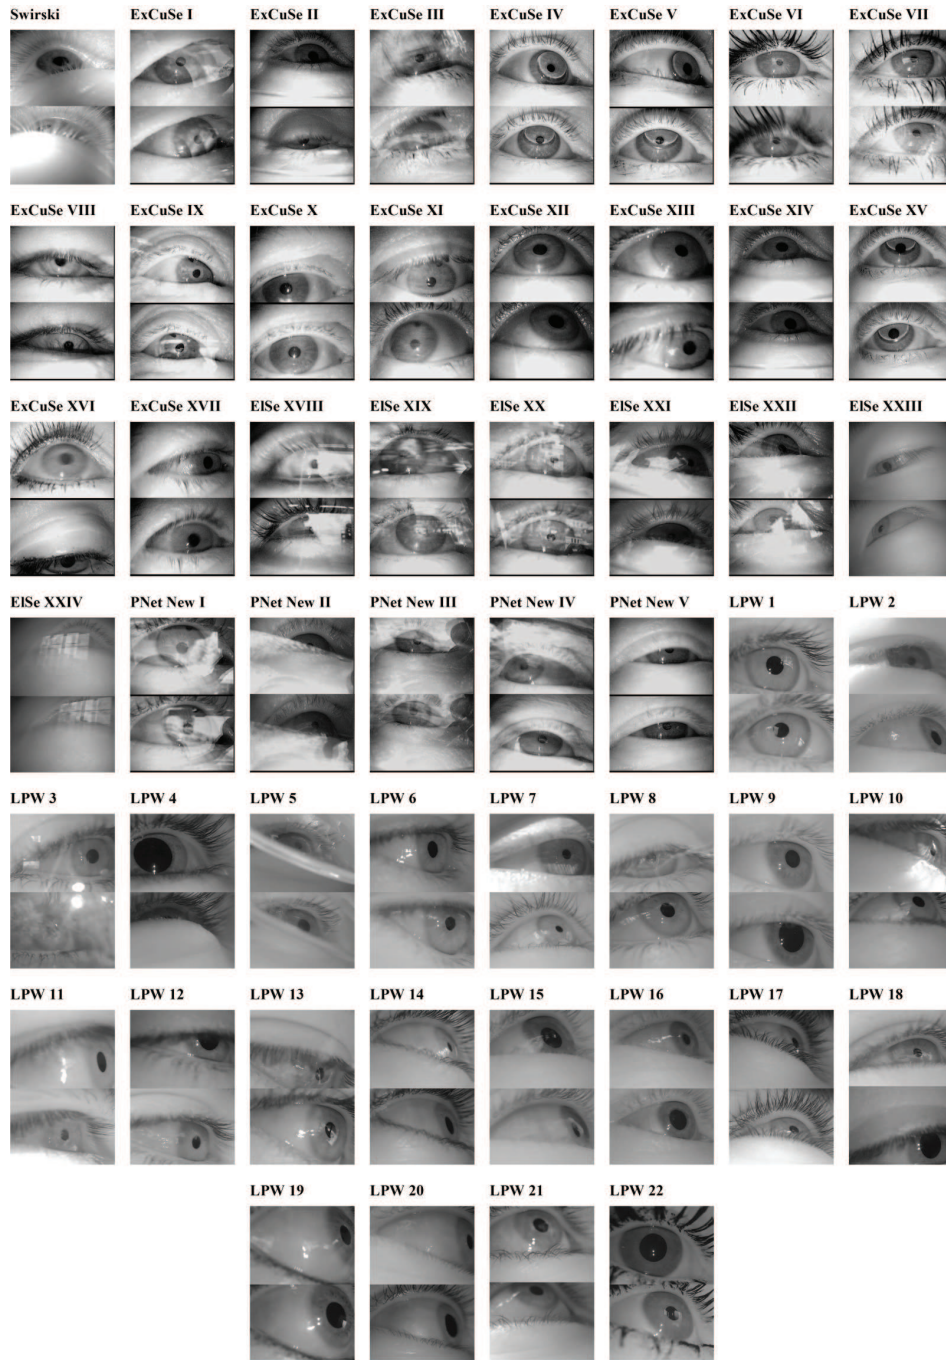 Swirski ExCuSe I ExCuSe II ExCuSe III ExCuSe IV ExCuSe V ExCuSe VI ExCuSe VII
ExCuSe VIII ExCuSe IX ExCuSe X ExCuSe XI ExCuSe XII ExCuSe XIII ExCuSe XIV ExCuSe XV
ExCuSe XVI ExCuSe XVII ElSe XVIII ElSe XIX ElSe XX ElSe XXI ElSe XXII ElSe XXIII
ElSe XXIV PNet New I PNet New II PNet New III PNet New IV PNet New V LPW 1 LPW 2
LPW 3 LPW 4 LPW 5 LPW 6 LPW 7 LPW 8 LPW 9 LPW 10
LPW 11 LPW 12 LPW 13 LPW 14 LPW 15 LPW 16 LPW 17 LPW 18
LPW 19 LPW 20 LPW 21 LPW 22